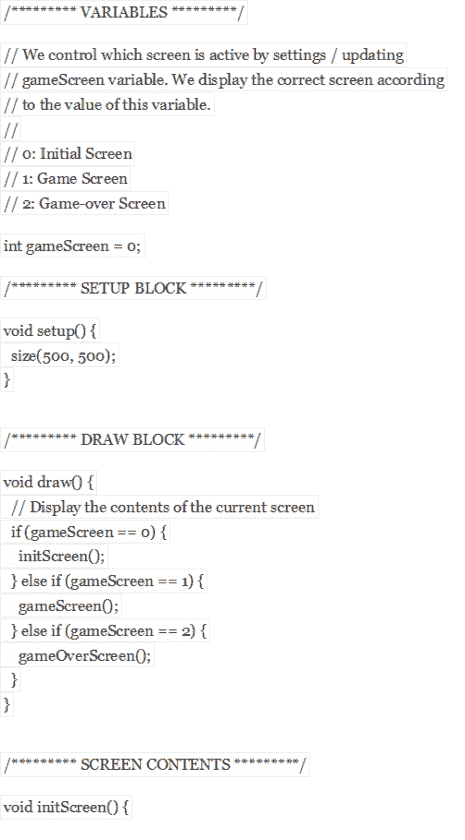 /********* VARIABLES *********/
// We control which screen is active by settings / updating
// gameScreen variable. We display the correct screen according
// to the value of this variable.
//
// 0: Initial Screen
// 1: Game Screen
// 2: Game-over Screen
int gameScreen = 0;
/********* SETUP BLOCK *********/
void setup() {
size(500, 500);
}
/********* DRAW BLOCK *********/
void draw() {
// Display the contents of the current screen
if (gameScreen == 0) {
initScreen();
} else if (gameScreen == 1) {
gameScreen();
} else if (gameScreen == 2) {
gameOverScreen();
}
}
/********* SCREEN CONTENTS *********/
void initScreen() {